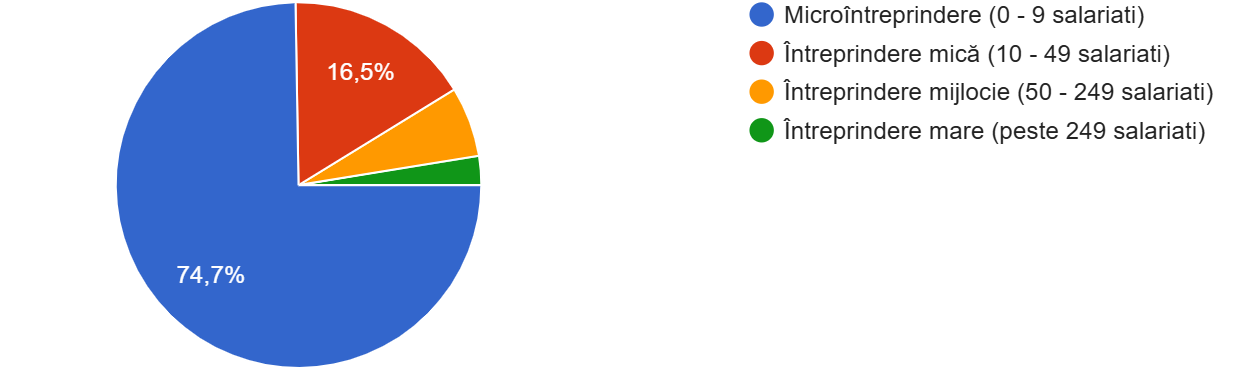 16,5%
74,7%
Microîntreprindere (0 - 9 salariati)
Întreprindere mică (10 - 49 salariati)
Întreprindere mijlocie (50 - 249 salariati)
Întreprindere mare (peste 249 salariati)